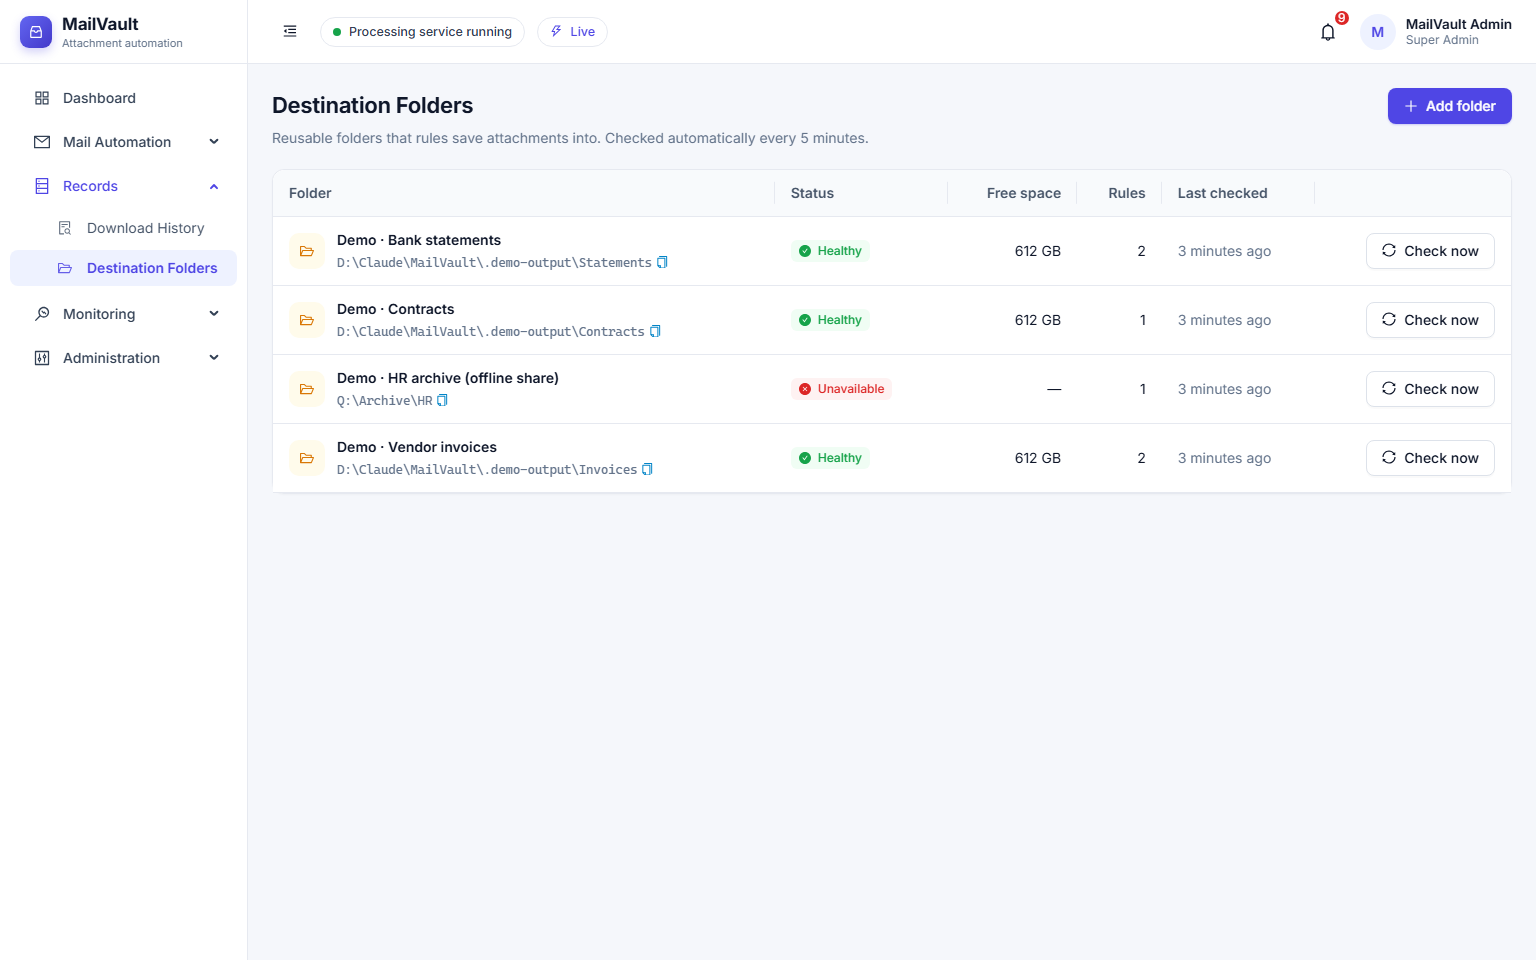 MailVault
Attachment automation
Processing service running
Live
9
M
MailVault Admin
Super Admin
Dashboard
Mail Automation
Records
Download History
Destination Folders
Monitoring
Administration
Destination Folders
Add folder
Reusable folders that rules save attachments into. Checked automatically every 5 minutes.
Folder Status Free space Rules Last checked
Demo · Bank statements
D:\Claude\MailVault\.demo-output\Statements
Healthy 612 GB 2 3 minutes ago Check now
Demo · Contracts
D:\Claude\MailVault\.demo-output\Contracts
Healthy 612 GB 1 3 minutes ago Check now
Demo · HR archive (offline share)
Q:\Archive\HR
Unavailable — 1 3 minutes ago Check now
Demo · Vendor invoices
D:\Claude\MailVault\.demo-output\Invoices
Healthy 612 GB 2 3 minutes ago Check now